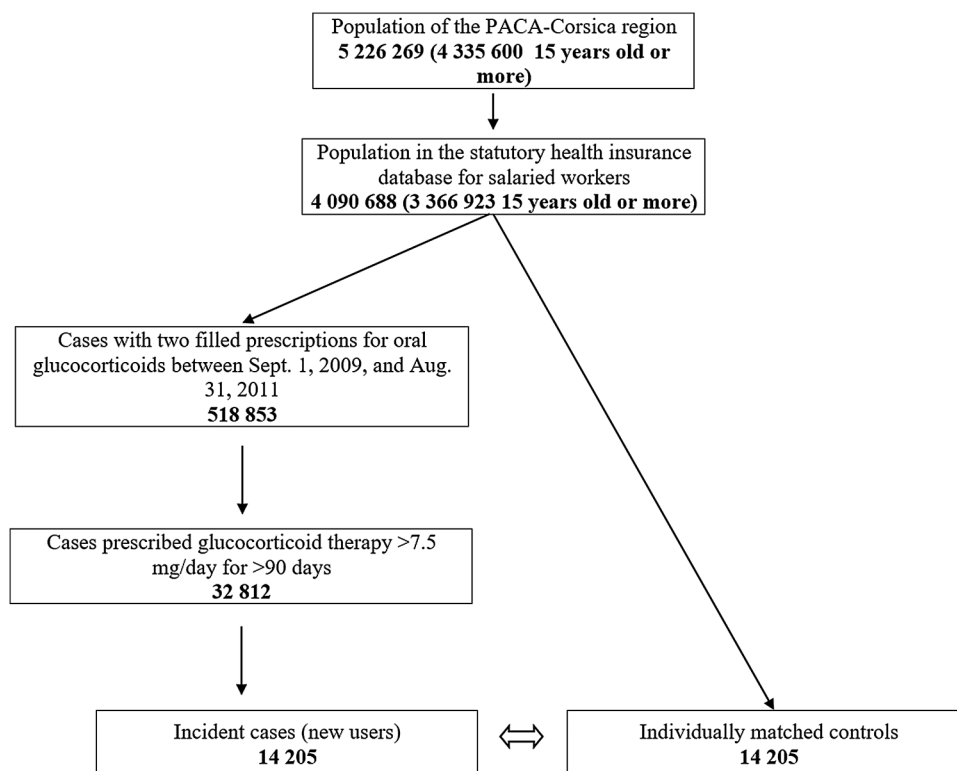 Population of the PACA-Corsica region
5 226 269 (4 335 600 15 years old or
more)
Population in the statutory health insurance
database for salaried workers
4 090 688 (3 366 923 15 years old or more)
Cases with two filled prescriptions for oral
glucocorticoids between Sept. 1, 2009, and Aug.
31, 2011
518 853
Cases prescribed glucocorticoid therapy >7.5
mg/day for >90 days
32 812
Incident cases (new users)
14 205
Individually matched controls
14 205